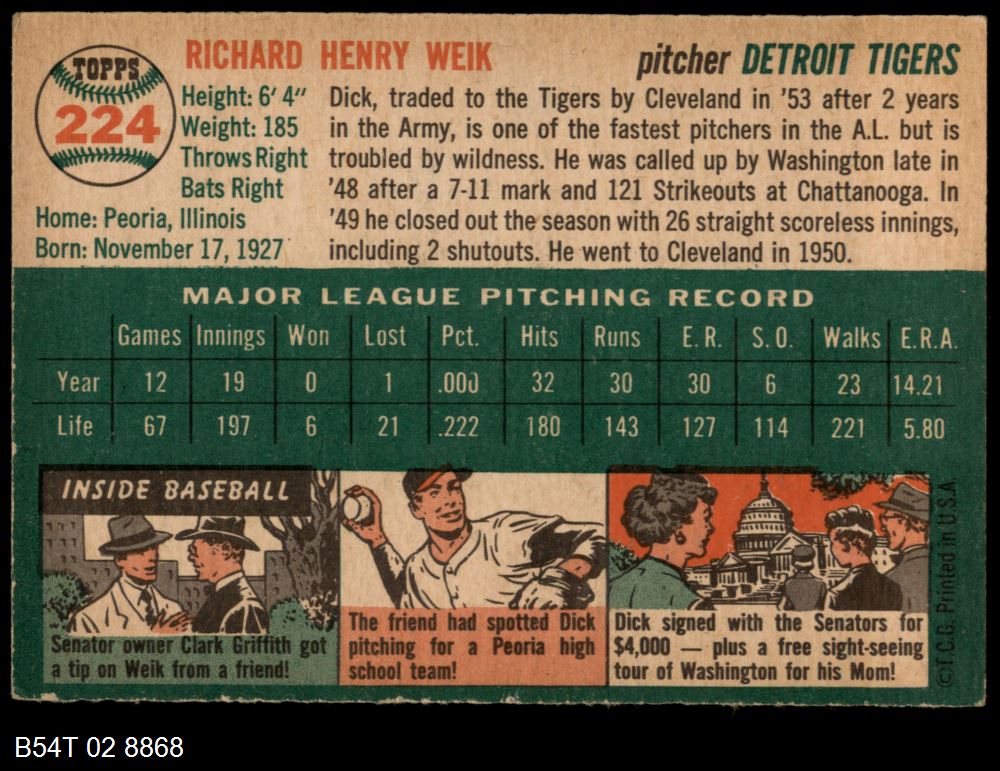 TOPPS
224
RICHARD HENRY WEIK
pitcher DETROIT TIGERS
Height: 6' 4"
Weight: 185
Throws Right
Bats Right
Home: Peoria, Illinois
Born: November 17, 1927
Dick, traded to the Tigers by Cleveland in '53 after 2 years
in the Army, is one of the fastest pitchers in the A.L. but is
troubled by wildness. He was called up by Washington late in
'48 after a 7-11 mark and 121 Strikeouts at Chattanooga. In
'49 he closed out the season with 26 straight scoreless innings,
including 2 shutouts. He went to Cleveland in 1950.
MAJOR LEAGUE PITCHING RECORD
Games Innings Won Lost Pct. Hits Runs E. R. S. O. Walks E.R.A.
Year 12 19 0 1 .000 32 30 30 6 23 14.21
Life 67 197 6 21 .222 180 143 127 114 221 5.80
INSIDE BASEBALL
Senator owner Clark Griffith got
a tip on Weik from a friend!
The friend had spotted Dick
pitching for a Peoria high
school team!
Dick signed with the Senators for
$4,000 — plus a free sight-seeing
tour of Washington for his Mom!
©T.C.G. Printed in U.S.A.
B54T 02 8868